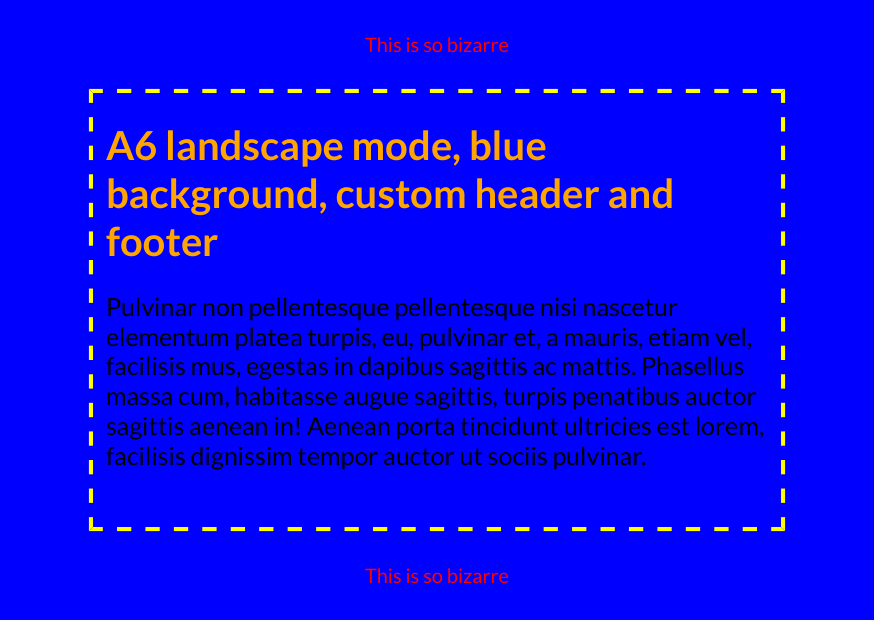 This is so bizarre
A6 landscape mode, blue
background, custom header and
footer
Pulvinar non pellentesque pellentesque nisi nascetur
elementum platea turpis, eu, pulvinar et, a mauris, etiam vel,
facilisis mus, egestas in dapibus sagittis ac mattis. Phasellus
massa cum, habitasse augue sagittis, turpis penatibus auctor
sagittis aenean in! Aenean porta tincidunt ultricies est lorem,
facilisis dignissim tempor auctor ut sociis pulvinar.
This is so bizarre